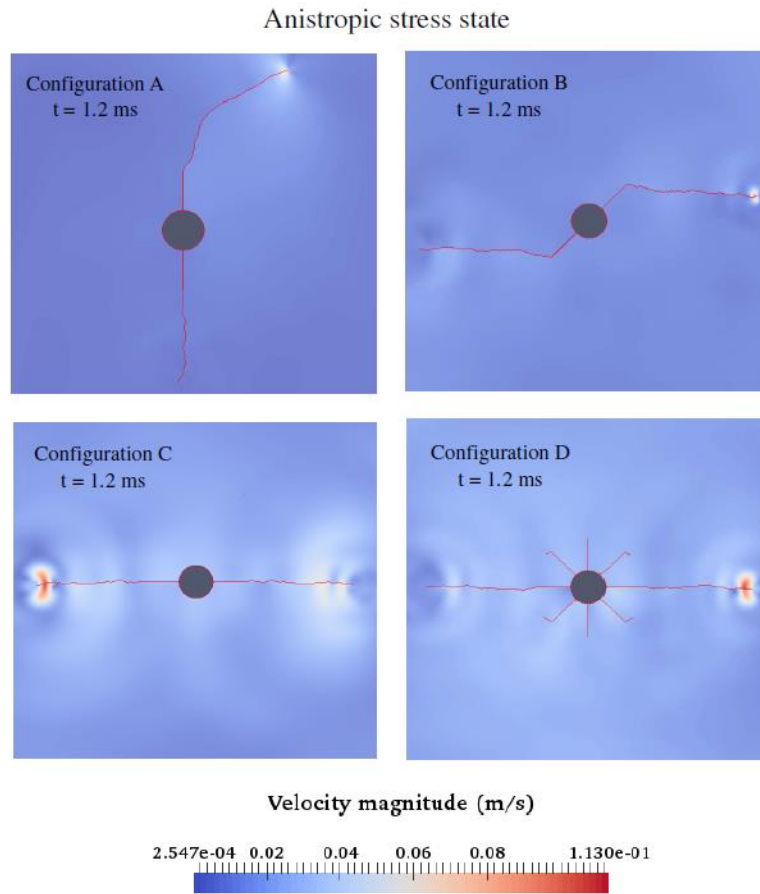 Anistropic stress state
Configuration A
t = 1.2 ms
Configuration B
t = 1.2 ms
Configuration C
t = 1.2 ms
Configuration D
t = 1.2 ms
Velocity magnitude (m/s)
2.547e-04 0.02 0.04 0.06 0.08 1.130e-01